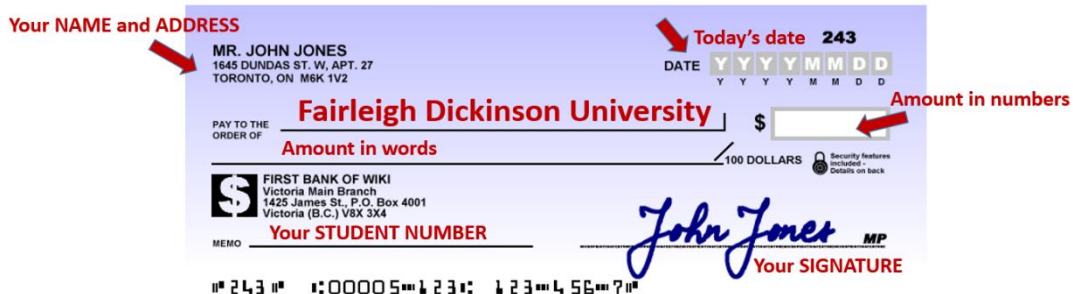 Your NAME and ADDRESS
MR. JOHN JONES
1645 DUNDAS ST. W, APT. 27
TORONTO, ON M6K 1V2
Today's date 243
DATE Y Y Y Y M M D D
Y Y Y Y M M D D
Amount in numbers
PAY TO THE
ORDER OF
Fairleigh Dickinson University
$
Amount in words
/100 DOLLARS
Security features
included -
Details on back
$
FIRST BANK OF WIKI
Victoria Main Branch
1425 James St., P.O. Box 4001
Victoria (B.C.) V8X 3X4
MEMO Your STUDENT NUMBER
John Jones MP
Your SIGNATURE
⑈243⑈ ⑆00005⑉123⑆ 123⑉456⑉7⑈